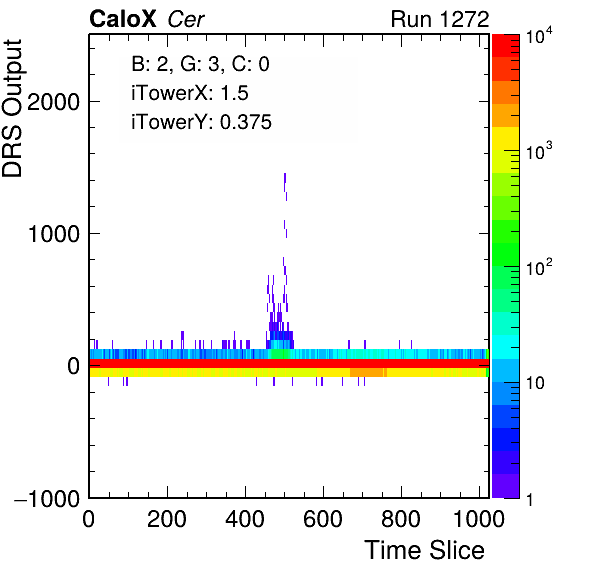 CaloX Cer Run 1272
10^4
DRS Output
B: 2, G: 3, C: 0
iTowerX: 1.5
iTowerY: 0.375
2000
10^3
1000
10^2
0
10
−1000
1
0 200 400 600 800 1000
Time Slice